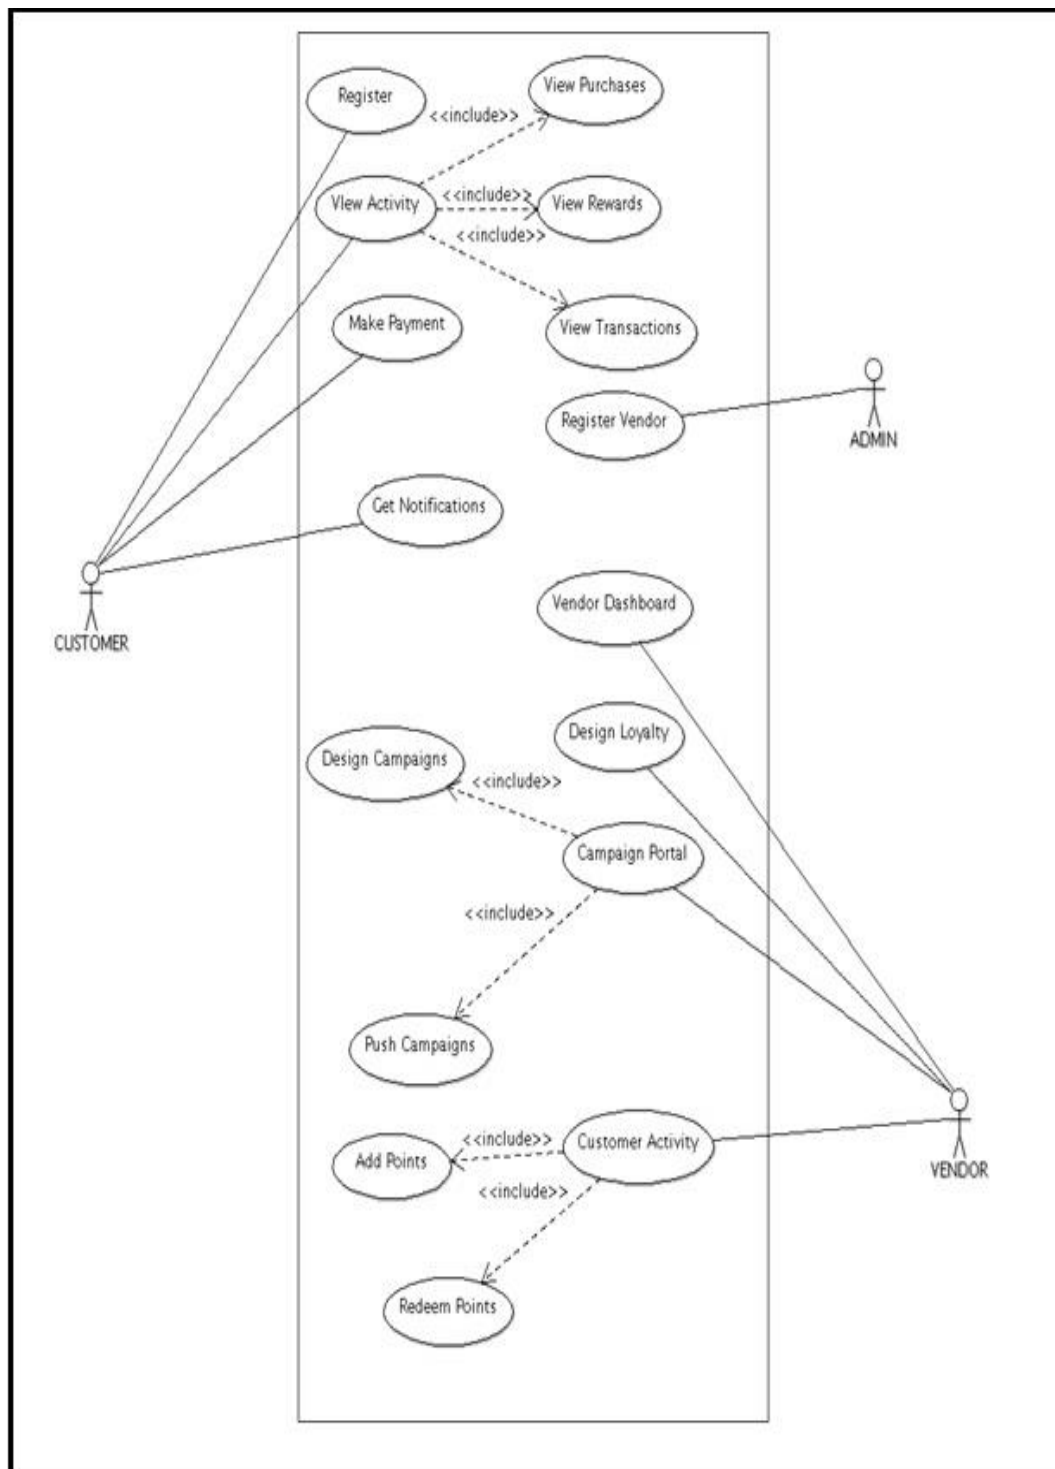 View Purchases
Register
<<include>>
VIew Activity
<<include>>
View Rewards
<<include>>
Make Payment
View Transactions
Register Vendor
ADMIN
Get Notifications
Vendor Dashboard
CUSTOMER
Design Loyalty
Design Campaigns
<<include>>
Campaign Portal
<<include>>
Push Campaigns
<<include>>
Customer Activity
Add Points
VENDOR
<<include>>
Redeem Points